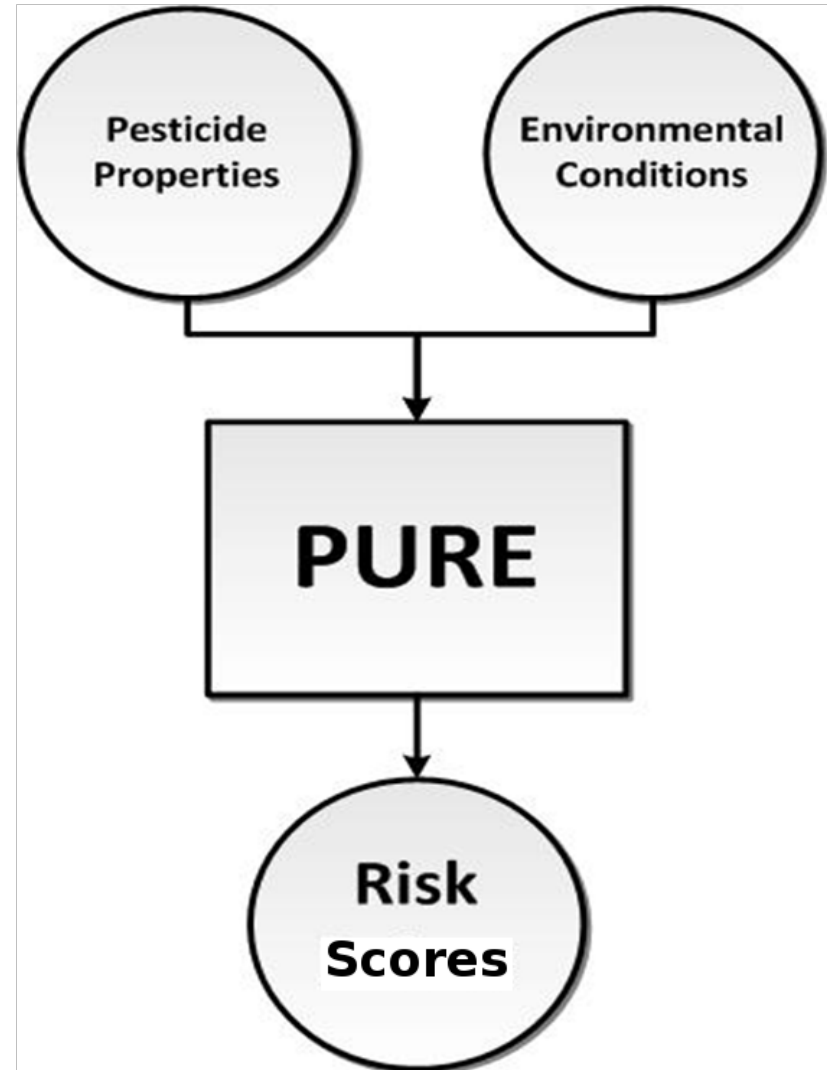 Pesticide
Properties
Environmental
Conditions
PURE
Risk
Scores